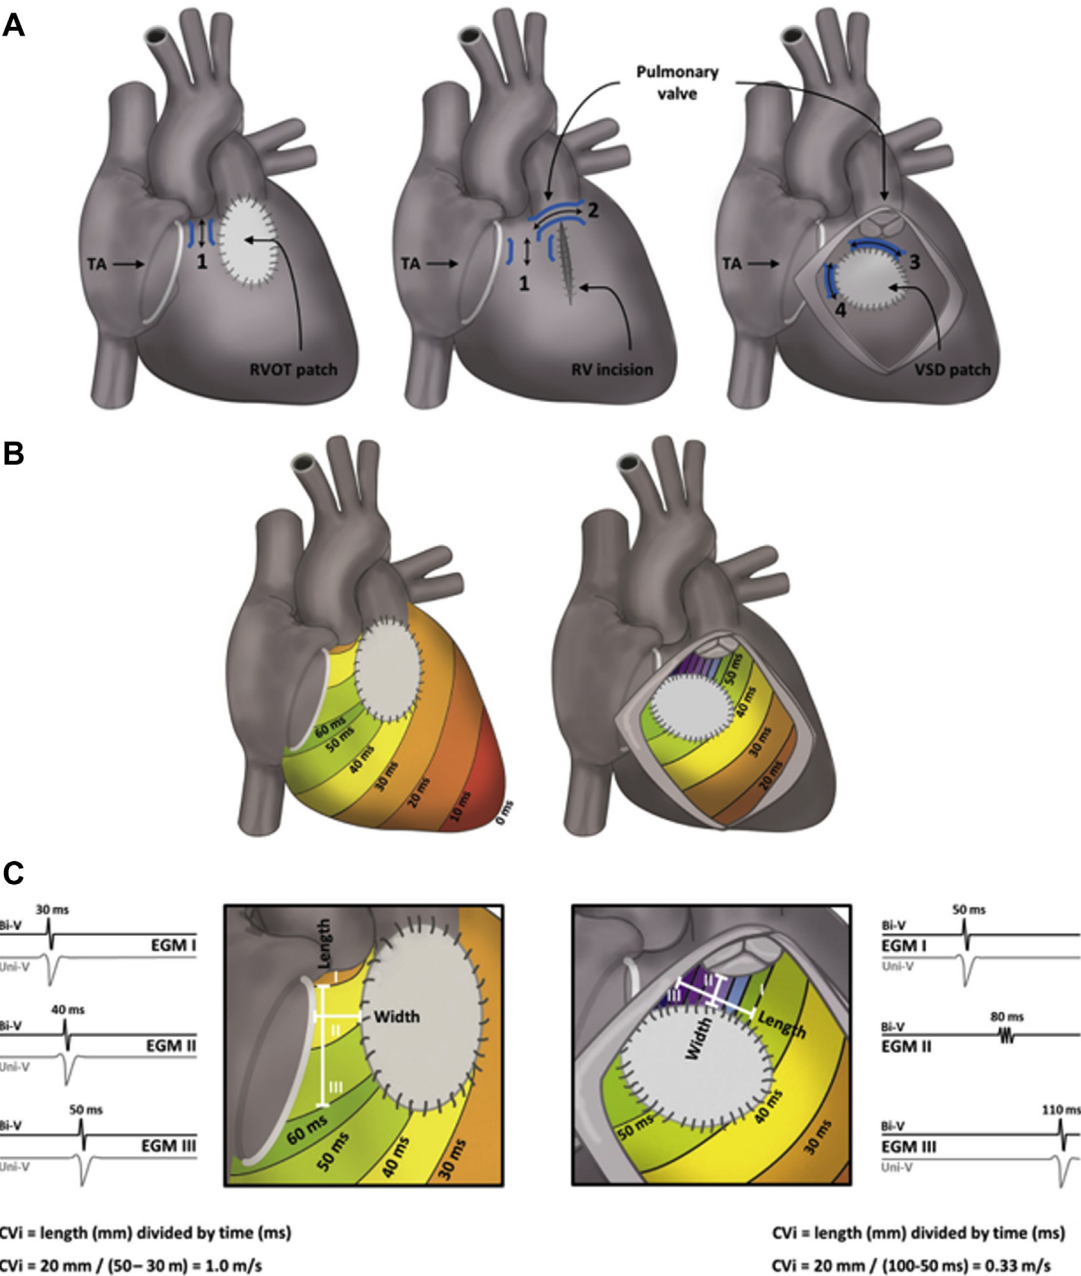 A
Pulmonary
valve
TA
1
RVOT patch
TA
2
1
RV incision
TA
3
4
VSD patch
B
60 ms
50 ms
40 ms
30 ms
20 ms
10 ms
0 ms
50 ms
40 ms
30 ms
20 ms
C
30 ms
Bi-V
EGM I
Uni-V
40 ms
Bi-V
EGM II
Uni-V
50 ms
Bi-V
EGM III
Uni-V
Length
I
Width
II
III
60 ms
50 ms
40 ms
30 ms
I
II
III
Length
Width
50 ms
40 ms
30 ms
50 ms
Bi-V
EGM I
Uni-V
80 ms
Bi-V
EGM II
110 ms
Bi-V
EGM III
Uni-V
CVi = length (mm) divided by time (ms)
CVi = 20 mm / (50– 30 m) = 1.0 m/s
CVi = length (mm) divided by time (ms)
CVi = 20 mm / (100-50 ms) = 0.33 m/s